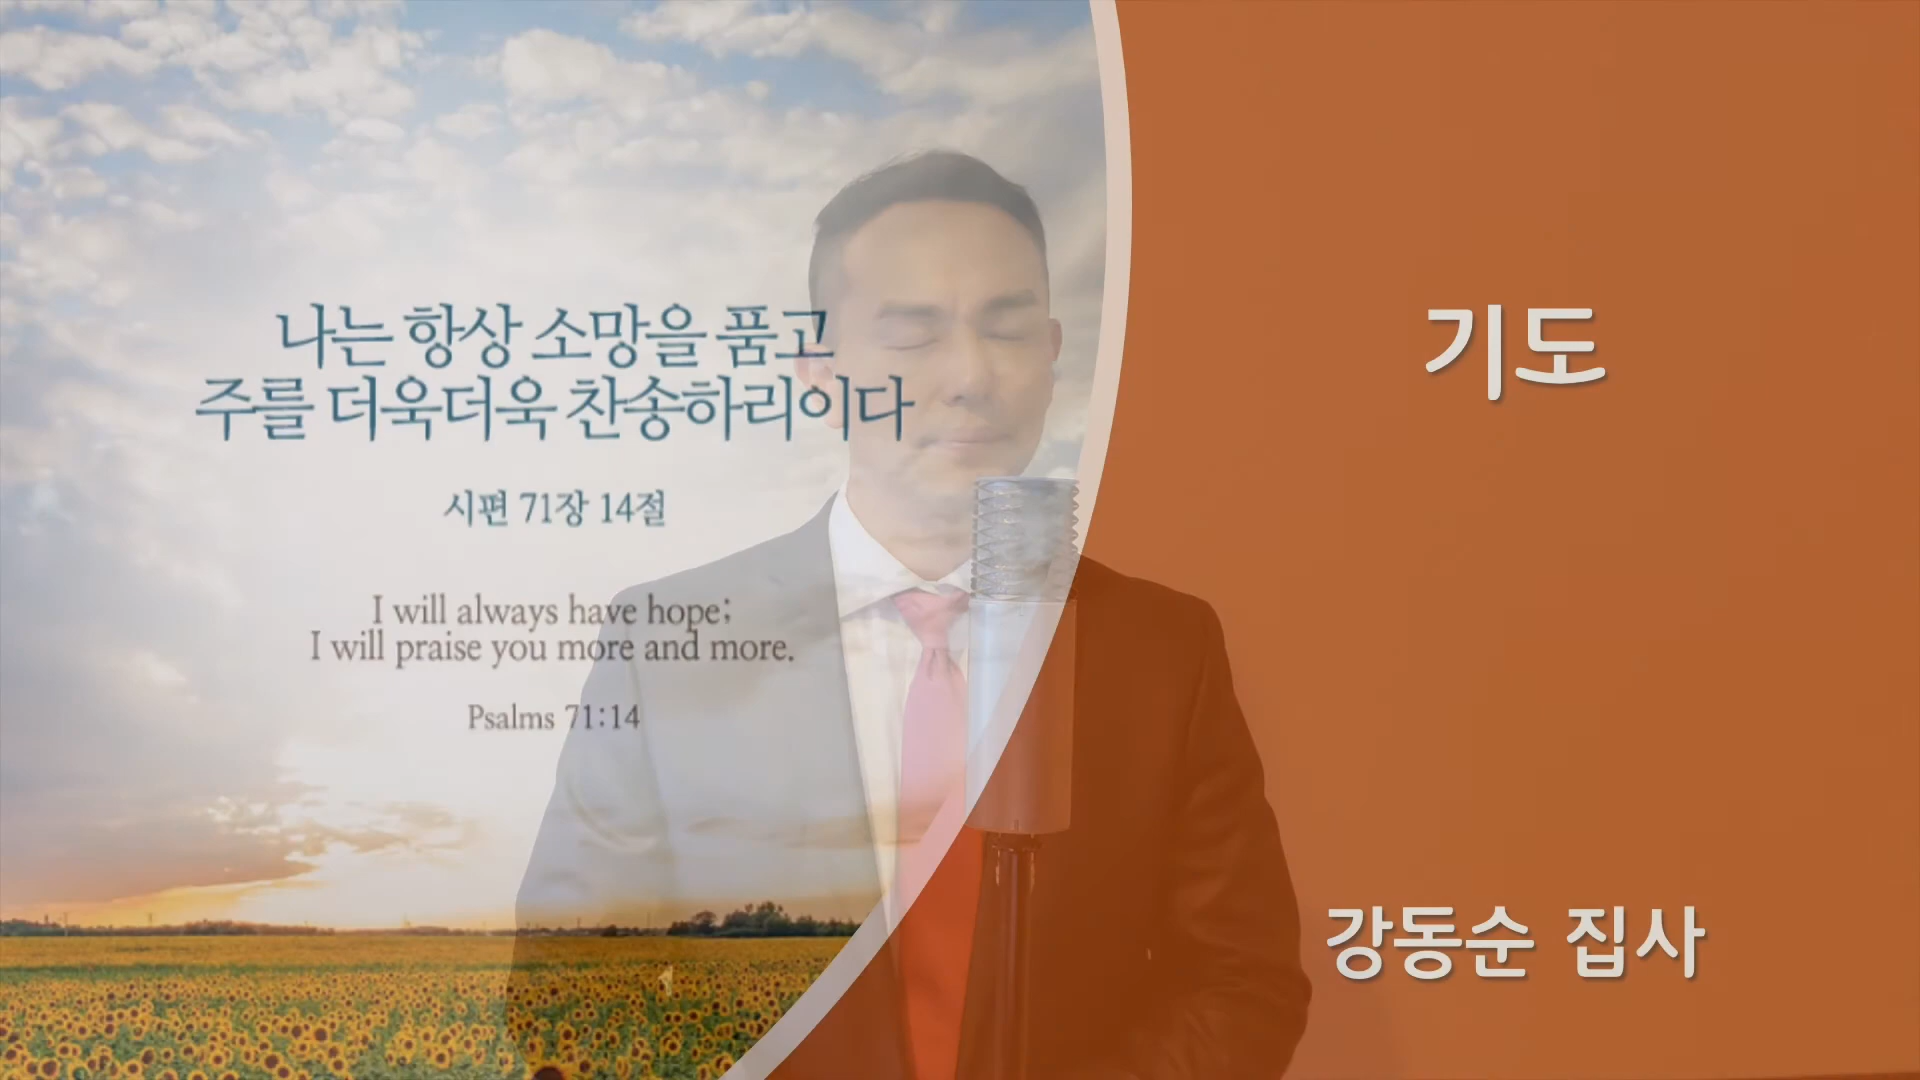 나는 항상 소망을 품고
주를 더욱더욱 찬송하리이다
시편 71장 14절
I will always have hope;
I will praise you more and more.
Psalms 71:14
기도
강동순 집사